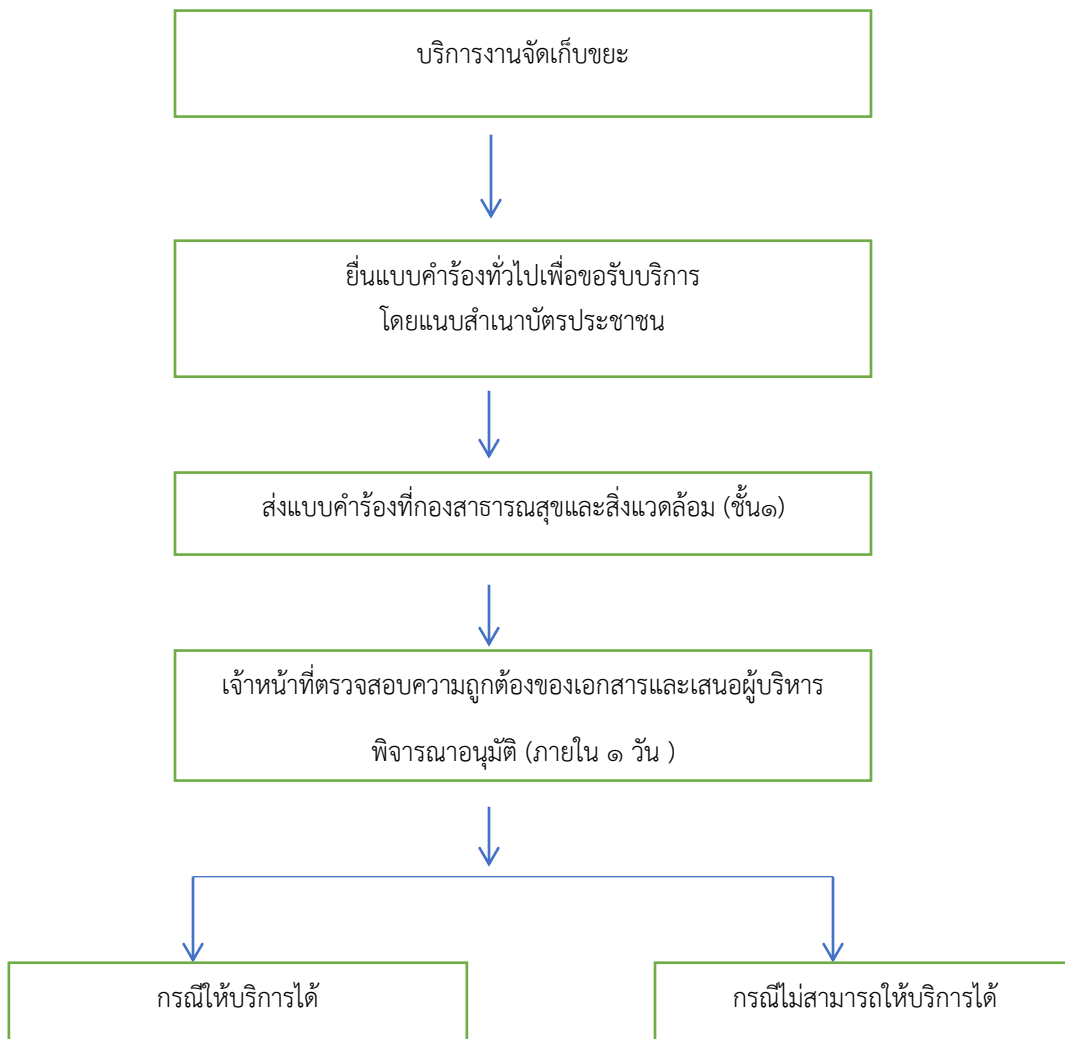 บริการงานจัดเก็บขยะ
ยื่นแบบคำร้องทั่วไปเพื่อขอรับบริการ
โดยแนบสำเนาบัตรประชาชน
ส่งแบบคำร้องที่กองสาธารณสุขและสิ่งแวดล้อม (ชั้น๑)
เจ้าหน้าที่ตรวจสอบความถูกต้องของเอกสารและเสนอผู้บริหาร
พิจารณาอนุมัติ (ภายใน ๑ วัน )
กรณีให้บริการได้
กรณีไม่สามารถให้บริการได้